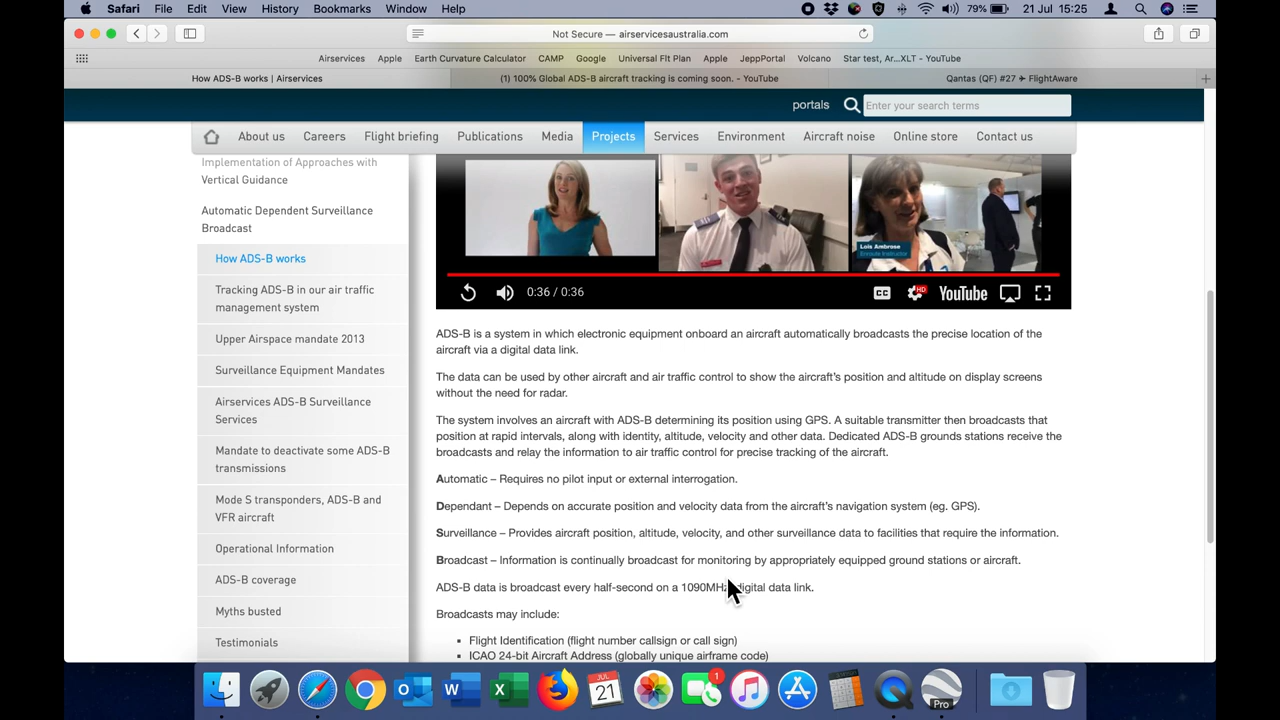 Safari File Edit View History Bookmarks Window Help 79% 21 Jul 15:25
Not Secure — airservicesaustralia.com
Airservices Apple Earth Curvature Calculator CAMP Google Universal Flt Plan Apple JeppPortal Volcano Star test, Ar...XLT - YouTube
How ADS-B works | Airservices (1) 100% Global ADS-B aircraft tracking is coming soon. - YouTube Qantas (QF) #27 ✈ FlightAware
portals Enter your search terms
About us Careers Flight briefing Publications Media Projects Services Environment Aircraft noise Online store Contact us
Implementation of Approaches with
Vertical Guidance
Automatic Dependent Surveillance
Broadcast
How ADS-B works
Tracking ADS-B in our air traffic
management system
Upper Airspace mandate 2013
Surveillance Equipment Mandates
Airservices ADS-B Surveillance
Services
Mandate to deactivate some ADS-B
transmissions
Mode S transponders, ADS-B and
VFR aircraft
Operational Information
ADS-B coverage
Myths busted
Testimonials
Lois Ambrose
Enroute Instructor
0:36 / 0:36 CC HD YouTube
ADS-B is a system in which electronic equipment onboard an aircraft automatically broadcasts the precise location of the
aircraft via a digital data link.
The data can be used by other aircraft and air traffic control to show the aircraft's position and altitude on display screens
without the need for radar.
The system involves an aircraft with ADS-B determining its position using GPS. A suitable transmitter then broadcasts that
position at rapid intervals, along with identity, altitude, velocity and other data. Dedicated ADS-B grounds stations receive the
broadcasts and relay the information to air traffic control for precise tracking of the aircraft.
Automatic – Requires no pilot input or external interrogation.
Dependant – Depends on accurate position and velocity data from the aircraft's navigation system (eg. GPS).
Surveillance – Provides aircraft position, altitude, velocity, and other surveillance data to facilities that require the information.
Broadcast – Information is continually broadcast for monitoring by appropriately equipped ground stations or aircraft.
ADS-B data is broadcast every half-second on a 1090MHz digital data link.
Broadcasts may include:
▪ Flight Identification (flight number callsign or call sign)
▪ ICAO 24-bit Aircraft Address (globally unique airframe code)
JUL
21
1
Pro